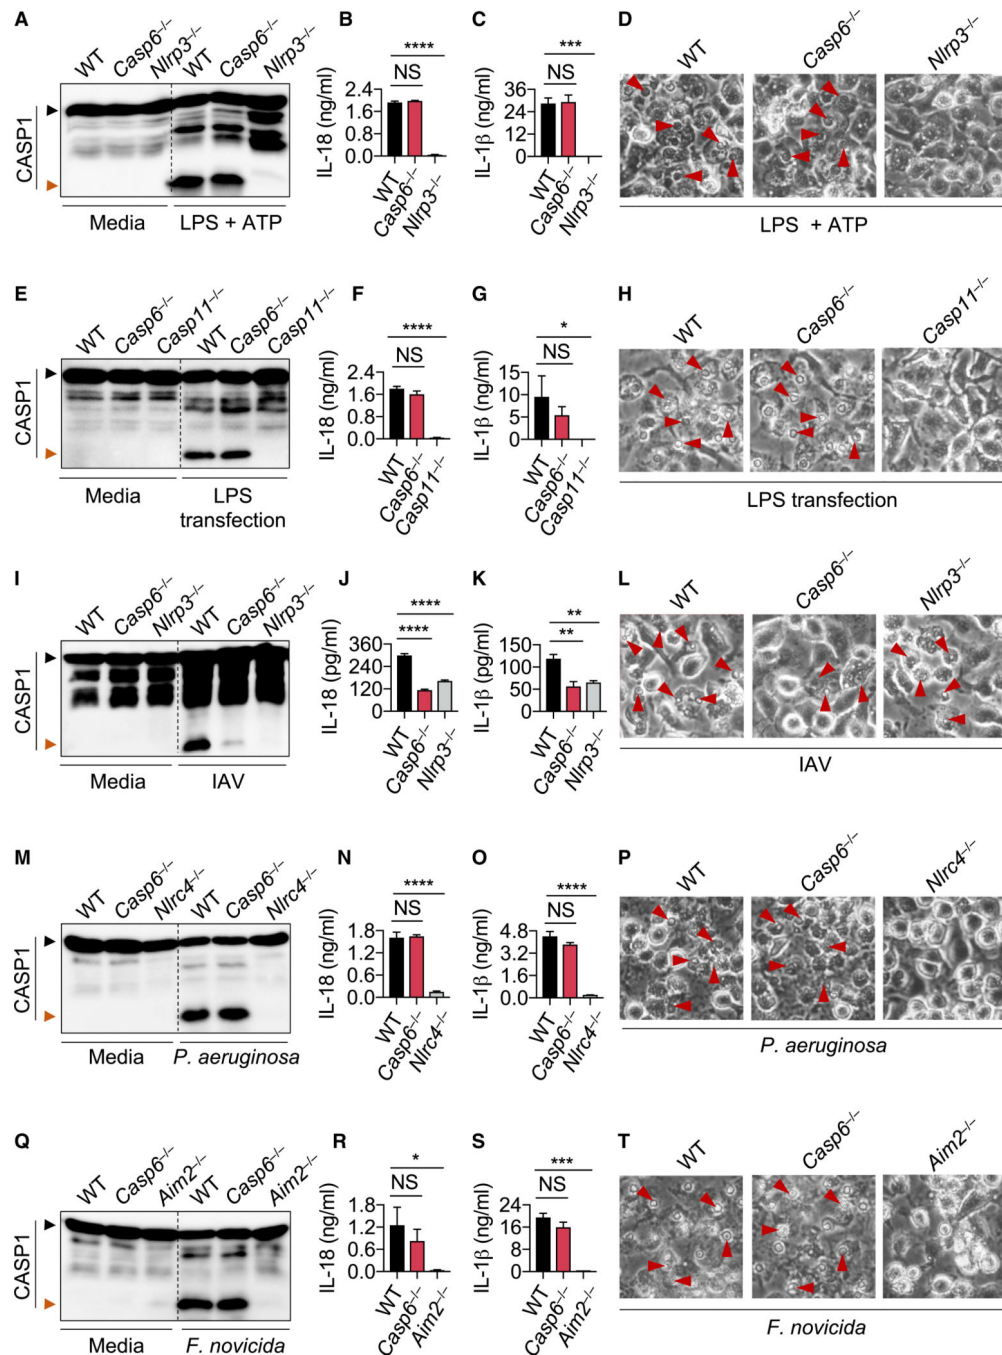 A
WT Casp6–/– Nlrp3–/– WT Casp6–/– Nlrp3–/–
CASP1
Media LPS + ATP
B
IL-18 (ng/ml)
****
NS
2.4
1.6
0.8
0.0
WT
Casp6–/–
Nlrp3–/–
C
IL-1β (ng/ml)
***
NS
36
24
12
0
WT
Casp6–/–
Nlrp3–/–
D
WT Casp6–/– Nlrp3–/–
LPS + ATP
E
WT Casp6–/– Casp11–/– WT Casp6–/– Casp11–/–
CASP1
Media LPS
transfection
F
IL-18 (ng/ml)
****
NS
2.4
1.6
0.8
0.0
WT
Casp6–/–
Casp11–/–
G
IL-1β (ng/ml)
*
NS
15
10
5
0
WT
Casp6–/–
Casp11–/–
H
WT Casp6–/– Casp11–/–
LPS transfection
I
WT Casp6–/– Nlrp3–/– WT Casp6–/– Nlrp3–/–
CASP1
Media IAV
J
IL-18 (pg/ml)
****
****
360
240
120
0
WT
Casp6–/–
Nlrp3–/–
K
IL-1β (pg/ml)
**
**
150
100
50
0
WT
Casp6–/–
Nlrp3–/–
L
WT Casp6–/– Nlrp3–/–
IAV
M
WT Casp6–/– Nlrc4–/– WT Casp6–/– Nlrc4–/–
CASP1
Media P. aeruginosa
N
IL-18 (ng/ml)
****
NS
1.8
1.2
0.6
0.0
WT
Casp6–/–
Nlrc4–/–
O
IL-1β (ng/ml)
****
NS
4.8
3.2
1.6
0.0
WT
Casp6–/–
Nlrc4–/–
P
WT Casp6–/– Nlrc4–/–
P. aeruginosa
Q
WT Casp6–/– Aim2–/– WT Casp6–/– Aim2–/–
CASP1
Media F. novicida
R
IL-18 (ng/ml)
*
NS
1.8
1.2
0.6
0.0
WT
Casp6–/–
Aim2–/–
S
IL-1β (ng/ml)
***
NS
24
16
8
0
WT
Casp6–/–
Aim2–/–
T
WT Casp6–/– Aim2–/–
F. novicida